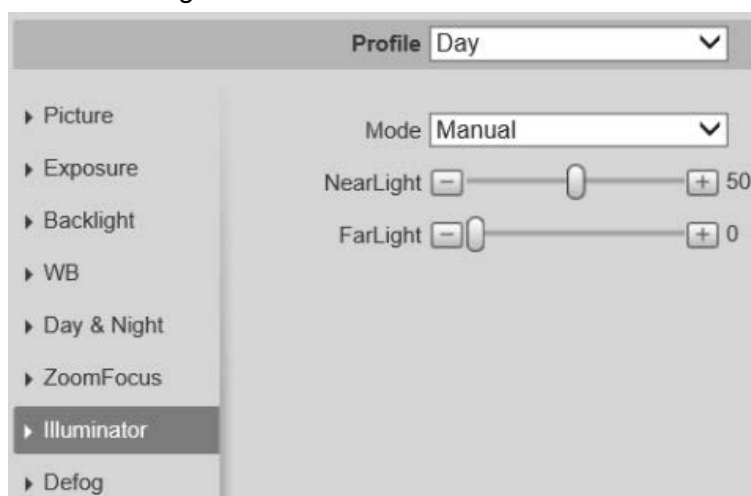 Profile Day
Picture
Mode Manual
Exposure
NearLight 50
Backlight
FarLight 0
WB
Day & Night
ZoomFocus
Illuminator
Defog